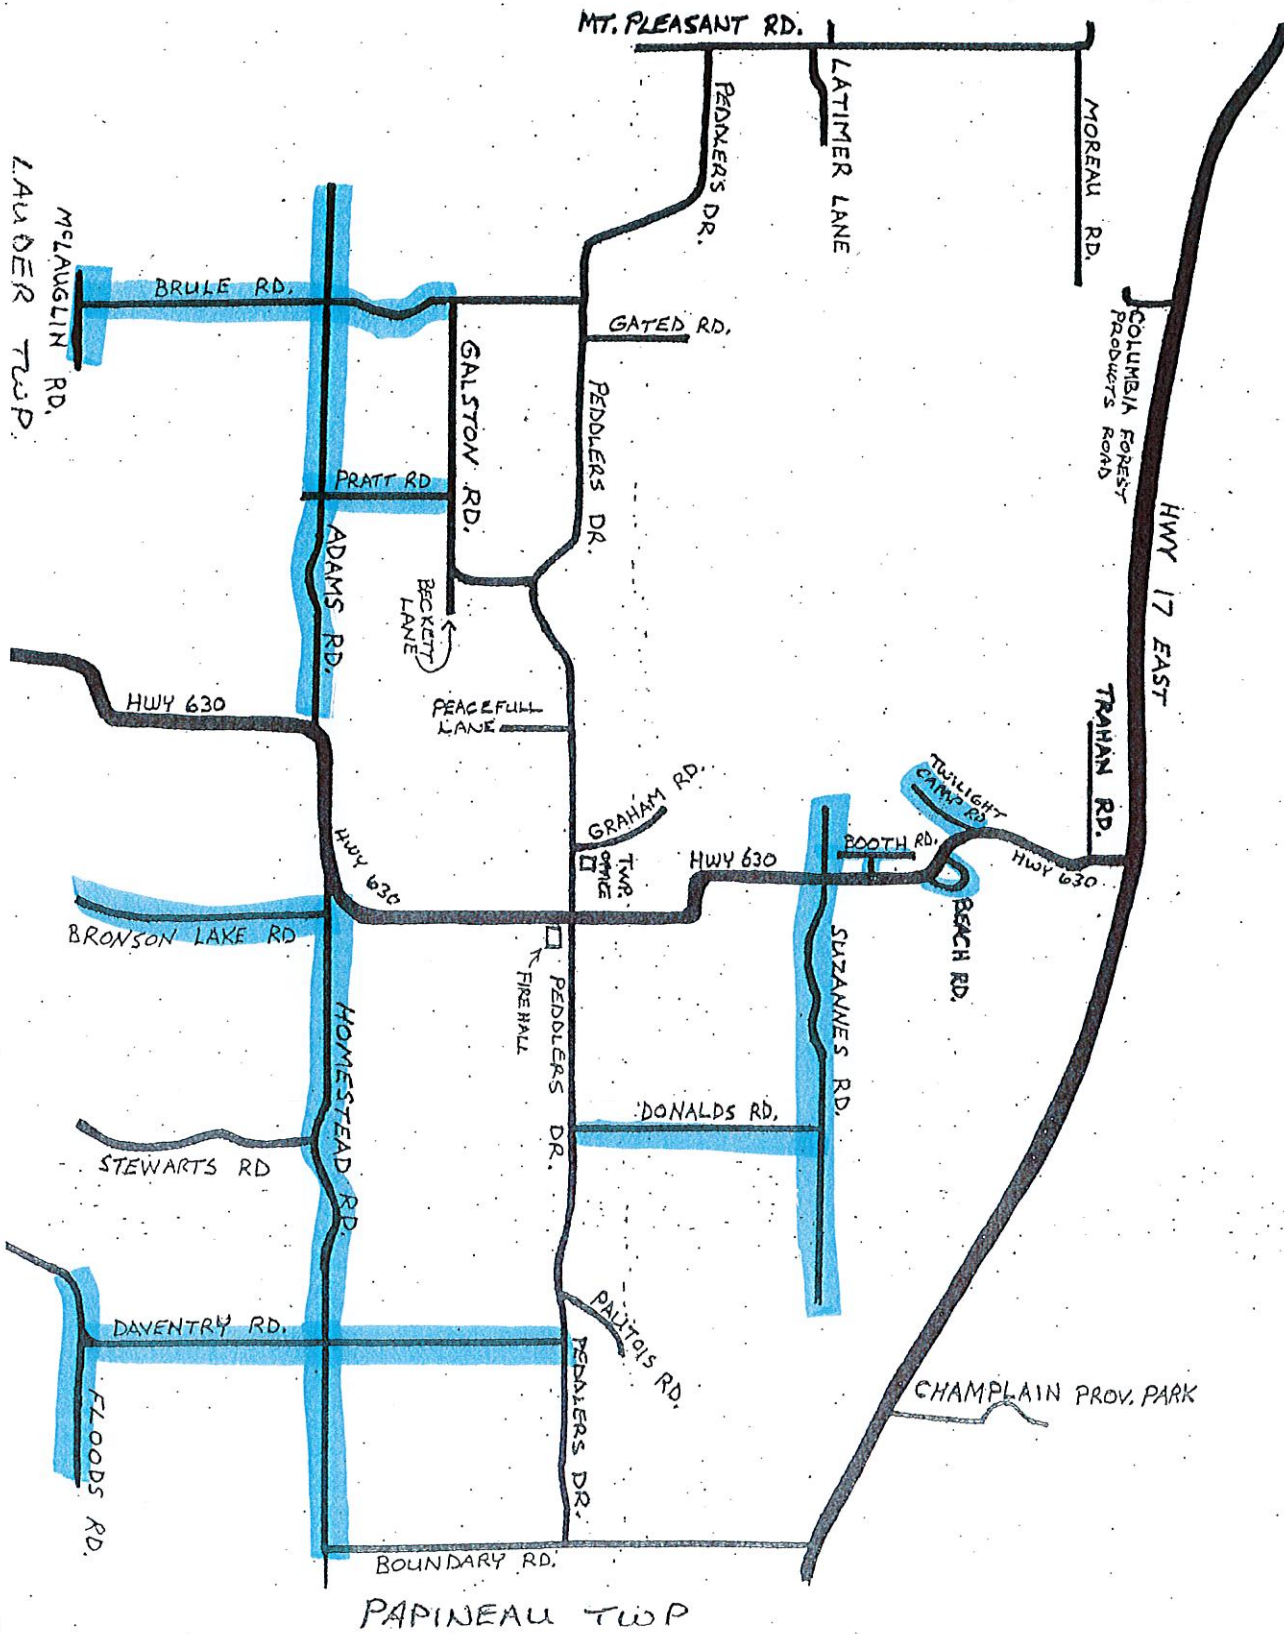 MT. PLEASANT RD.
PEDDLER'S DR.
LATIMER LANE
MOREAU RD.
COLUMBIA FOREST
PRODUCTS ROAD
HWY 17 EAST
McLAUGLIN RD.
LAUDER TWP.
BRULE RD.
GATED RD.
GALSTON RD.
PEDDLERS DR.
PRATT RD
ADAMS RD.
BECKETT
LANE
HWY 630
PEACEFULL
LANE
TRAHAN RD.
TWILIGHT
CAMP RD
GRAHAM RD.
TWP.
OFFICE
HWY 630
BOOTH RD.
HWY 630
HWY 630
BEACH RD.
BRONSON LAKE RD
FIREHALL
PEDDLERS DR.
SUZANNES RD.
HOMESTEAD RD.
DONALDS RD.
STEWARTS RD
DAVENTRY RD.
PAUTOIS RD.
PEDDLERS DR.
CHAMPLAIN PROV. PARK
FLOODS RD.
BOUNDARY RD.
PAPINEAU TWP